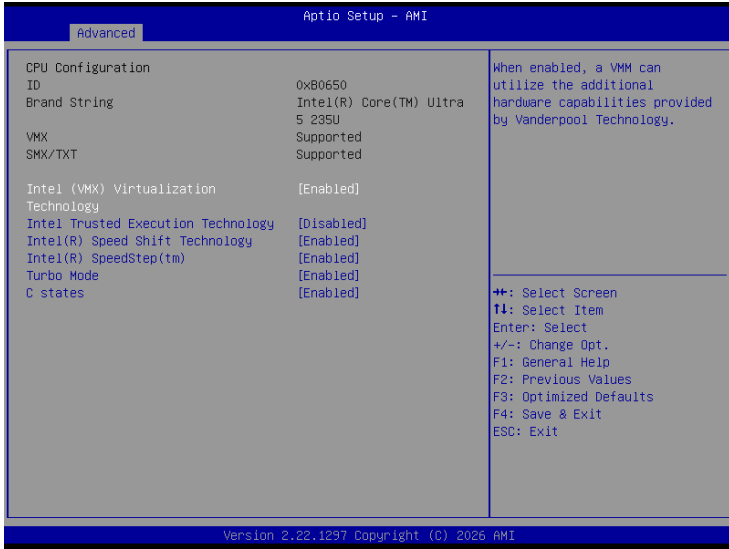 Aptio Setup – AMI
Advanced
CPU Configuration
ID 0xB0650
Brand String Intel(R) Core(TM) Ultra
5 235U
VMX Supported
SMX/TXT Supported
Intel (VMX) Virtualization [Enabled]
Technology
Intel Trusted Execution Technology [Disabled]
Intel(R) Speed Shift Technology [Enabled]
Intel(R) SpeedStep(tm) [Enabled]
Turbo Mode [Enabled]
C states [Enabled]
When enabled, a VMM can
utilize the additional
hardware capabilities provided
by Vanderpool Technology.
→←: Select Screen
↑↓: Select Item
Enter: Select
+/-: Change Opt.
F1: General Help
F2: Previous Values
F3: Optimized Defaults
F4: Save & Exit
ESC: Exit
Version 2.22.1297 Copyright (C) 2026 AMI